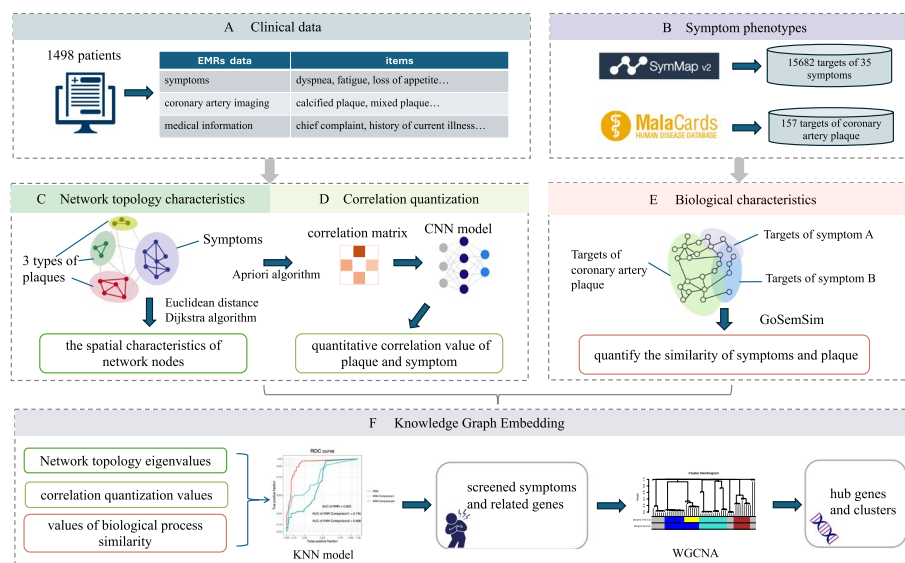 A Clinical data
1498 patients
EMRs data items
symptoms dyspnea, fatigue, loss of appetite…
coronary artery imaging calcified plaque, mixed plaque…
medical information chief complaint, history of current illness…
B Symptom phenotypes
SymMap v2
15682 targets of 35
symptoms
MalaCards
HUMAN DISEASE DATABASE
157 targets of coronary
artery plaque
C Network topology characteristics
3 types of
plaques
Symptoms
Euclidean distance
Dijkstra algorithm
the spatial characteristics of
network nodes
D Correlation quantization
Apriori algorithm
correlation matrix
CNN model
quantitative correlation value of
plaque and symptom
E Biological characteristics
Targets of
coronary artery
plaque
Targets of symptom A
Targets of symptom B
GoSemSim
quantify the similarity of symptoms and plaque
F Knowledge Graph Embedding
Network topology eigenvalues
correlation quantization values
values of biological process
similarity
ROC curve
KNN model
screened symptoms
and related genes
Cluster Dendrogram
WGCNA
hub genes
and clusters